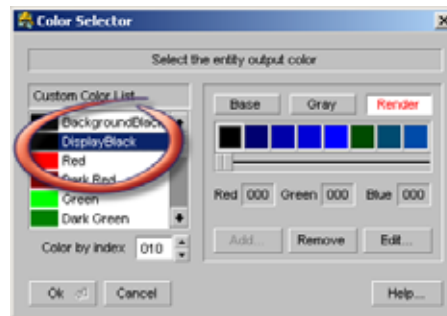 Color Selector
Select the entity output color
Custom Color List
BackgroundBlack
DisplayBlack
Red
Dark Red
Green
Dark Green
Color by index 010
Base Gray Render
Red 000 Green 000 Blue 000
Add... Remove Edit...
Ok Cancel Help...